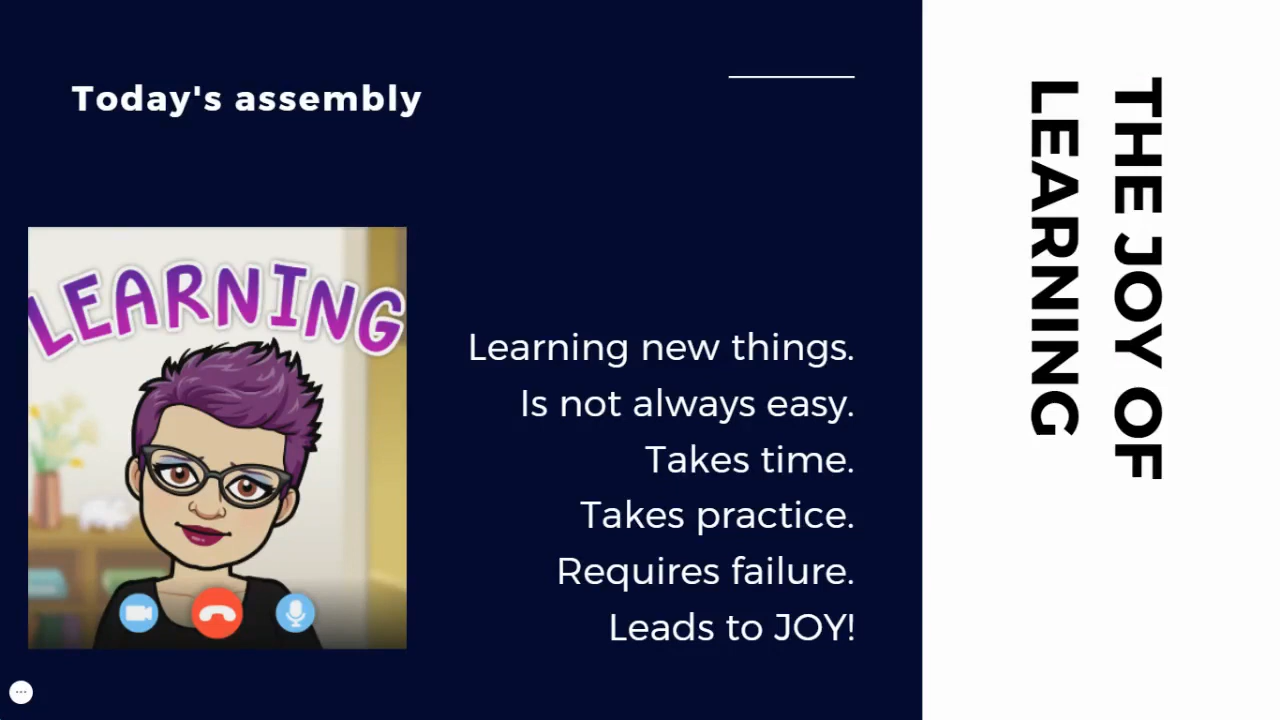 Today's assembly
LEARNING
Learning new things.
Is not always easy.
Takes time.
Takes practice.
Requires failure.
Leads to JOY!
THE JOY OF
LEARNING